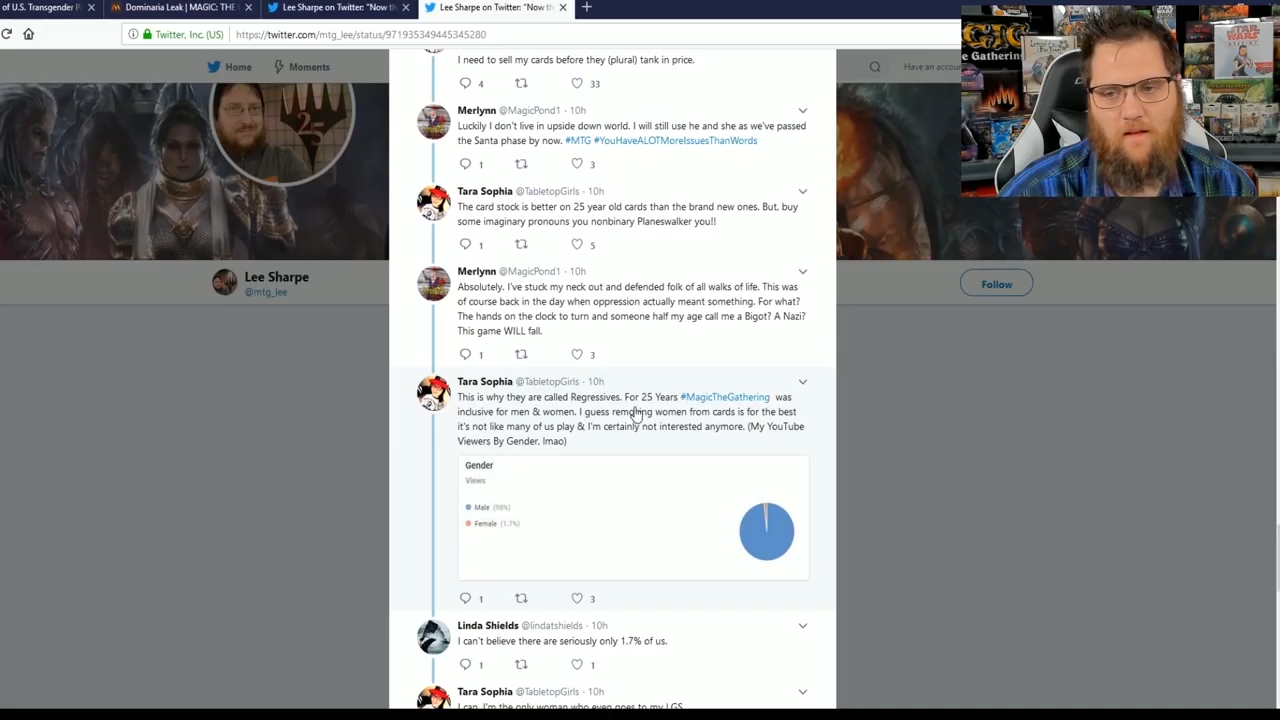 of U.S. Transgender P
Dominaria Leak | MAGIC: THE
Lee Sharpe on Twitter: "Now th
Lee Sharpe on Twitter: "Now th
Twitter, Inc. (US)
https://twitter.com/mtg_lee/status/971935349445316280
Home
Moments
Have an accou
I need to sell my cards before they (plural) tank in price.
4
33
Merlynn @MagicPond1 · 10h
Luckily I don't live in upside down world. I will still use he and she as we've passed
the Santa phase by now. #MTG #YouHaveALOTMoreIssuesThanWords
1
3
Tara Sophia @TabletopGirls · 10h
The card stock is better on 25 year old cards than the brand new ones. But, buy
some imaginary pronouns you nonbinary Planeswalker you!!
1
5
Lee Sharpe
@mtg_lee
Follow
Merlynn @MagicPond1 · 10h
Absolutely. I've stuck my neck out and defended folk of all walks of life. This was
of course back in the day when oppression actually meant something. For what?
The hands on the clock to turn and someone half my age call me a Bigot? A Nazi?
This game WILL fall.
1
3
Tara Sophia @TabletopGirls · 10h
This is why they are called Regressives. For 25 Years #MagicTheGathering was
inclusive for men & women. I guess removing women from cards is for the best
it's not like many of us play & I'm certainly not interested anymore. (My YouTube
Viewers By Gender, lmao)
Gender
Views
Male (98%)
Female (1.7%)
1
3
Linda Shields @lindatshields · 10h
I can't believe there are seriously only 1.7% of us.
1
1
Tara Sophia @TabletopGirls · 10h
I can, I'm the only woman who even goes to my LGS
STAR WARS
Gathering